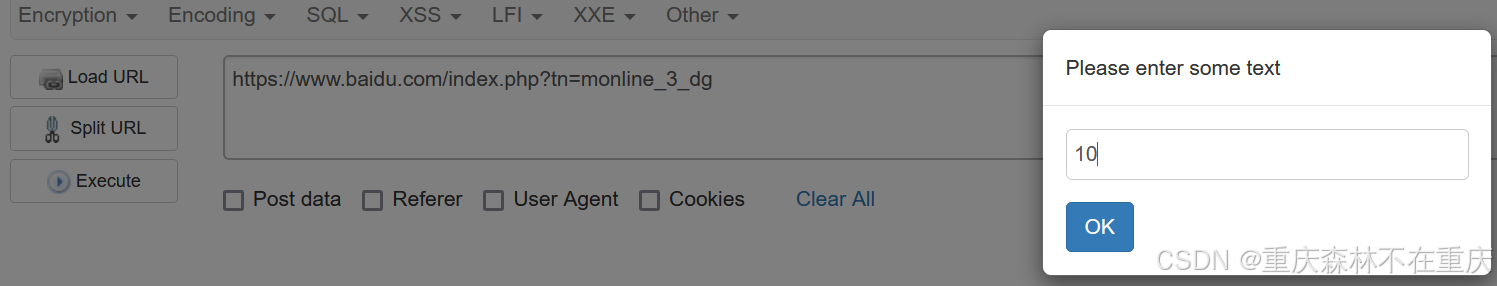 Encryption Encoding SQL XSS LFI XXE Other
Please enter some text
Load URL
https://www.baidu.com/index.php?tn=monline_3_dg
Split URL
10
Execute
Post data Referer User Agent Cookies Clear All
OK
CSDN @重庆森林不在重庆